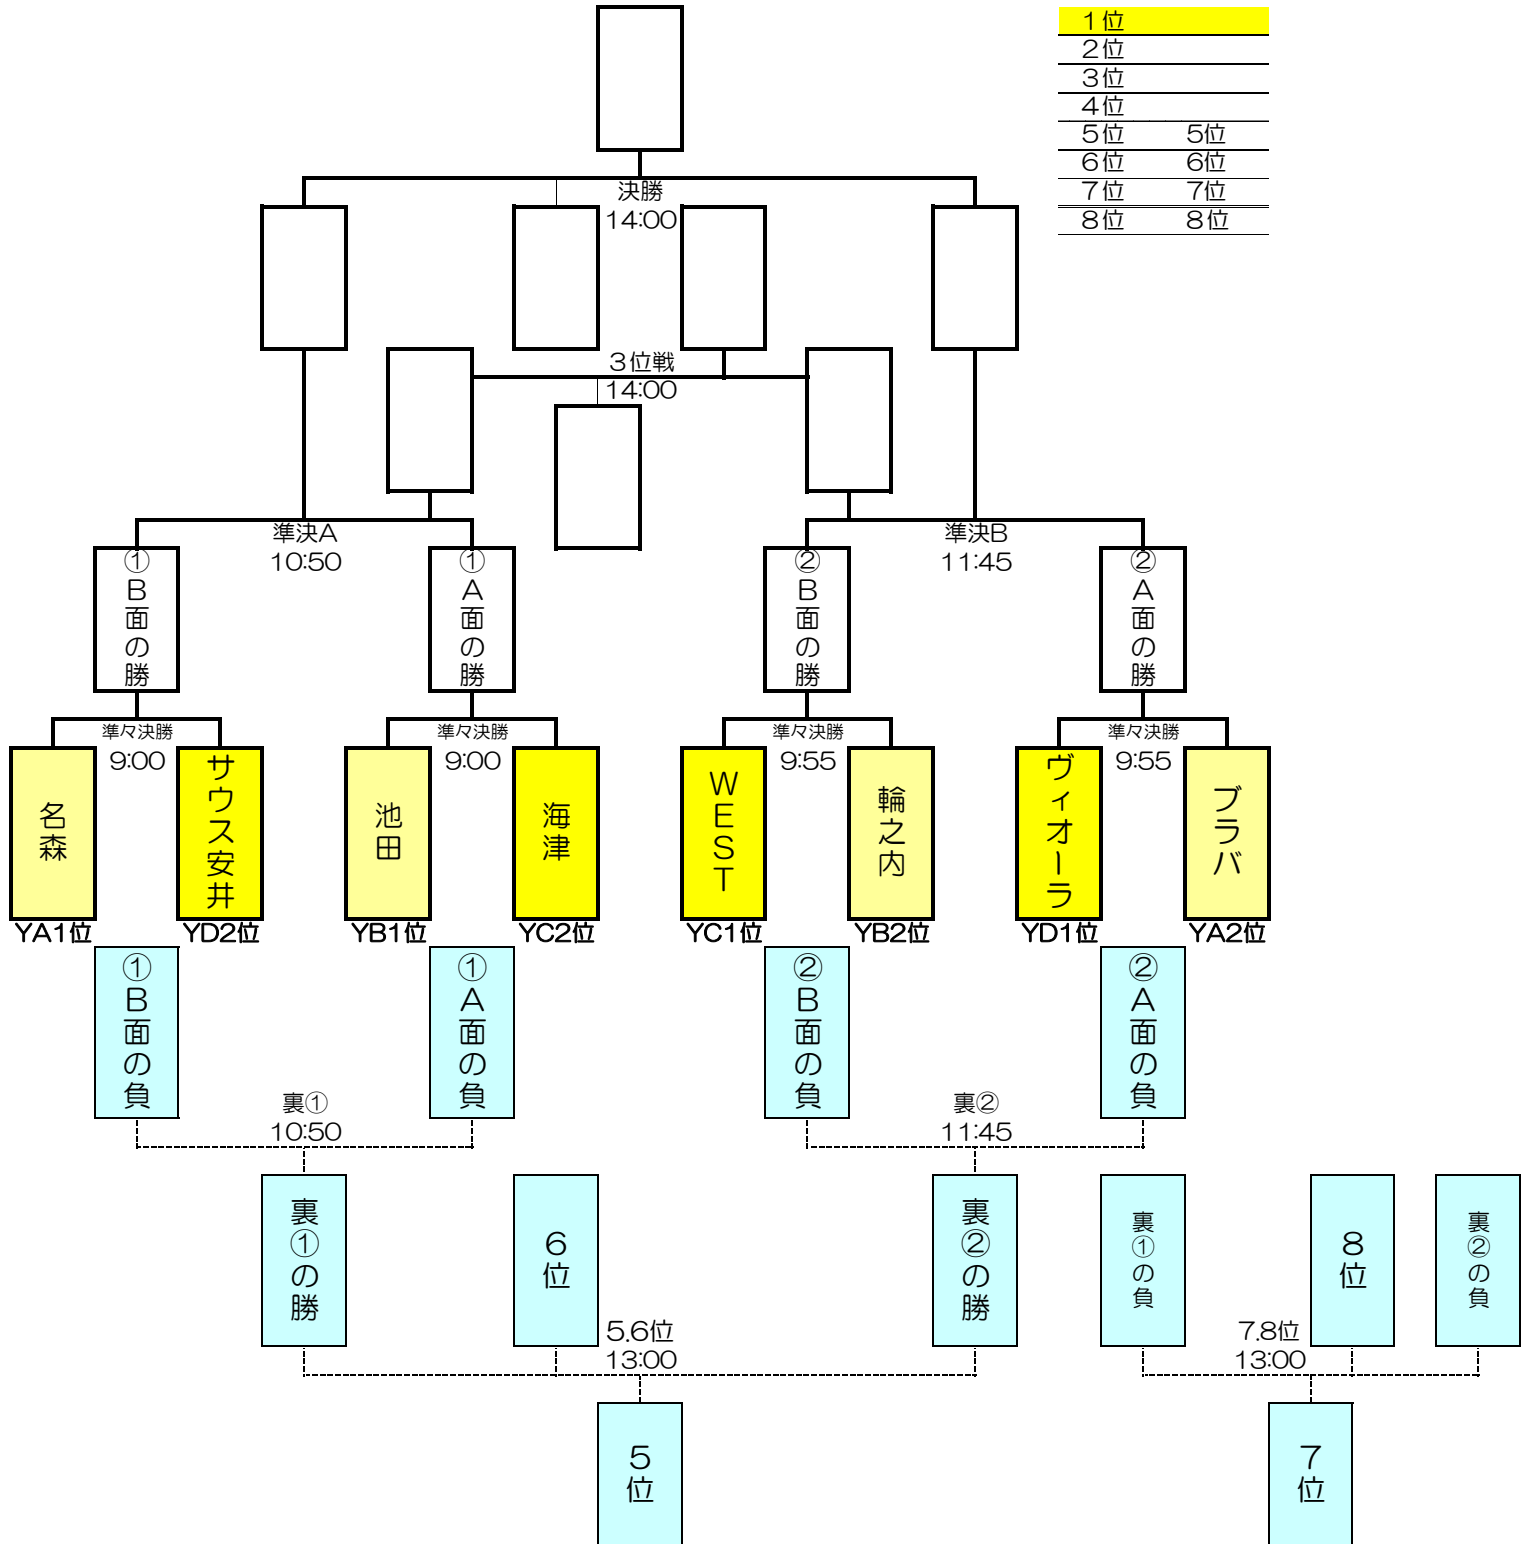 1位
2位
3位
4位
5位 5位
6位 6位
7位 7位
8位 8位
決勝
14:00
3位戦
14:00
準決A
10:50
準決B
11:45
①B面の勝
①A面の勝
②B面の勝
②A面の勝
準々決勝
9:00
準々決勝
9:00
準々決勝
9:55
準々決勝
9:55
名森
サウス安井
池田
海津
WEST
輪之内
ヴィオーラ
ブラバ
YA1位
YD2位
YB1位
YC2位
YC1位
YB2位
YD1位
YA2位
①B面の負
①A面の負
②B面の負
②A面の負
裏①
10:50
裏②
11:45
裏①の勝
6位
裏②の勝
裏①の負
8位
裏②の負
5.6位
13:00
7.8位
13:00
5位
7位